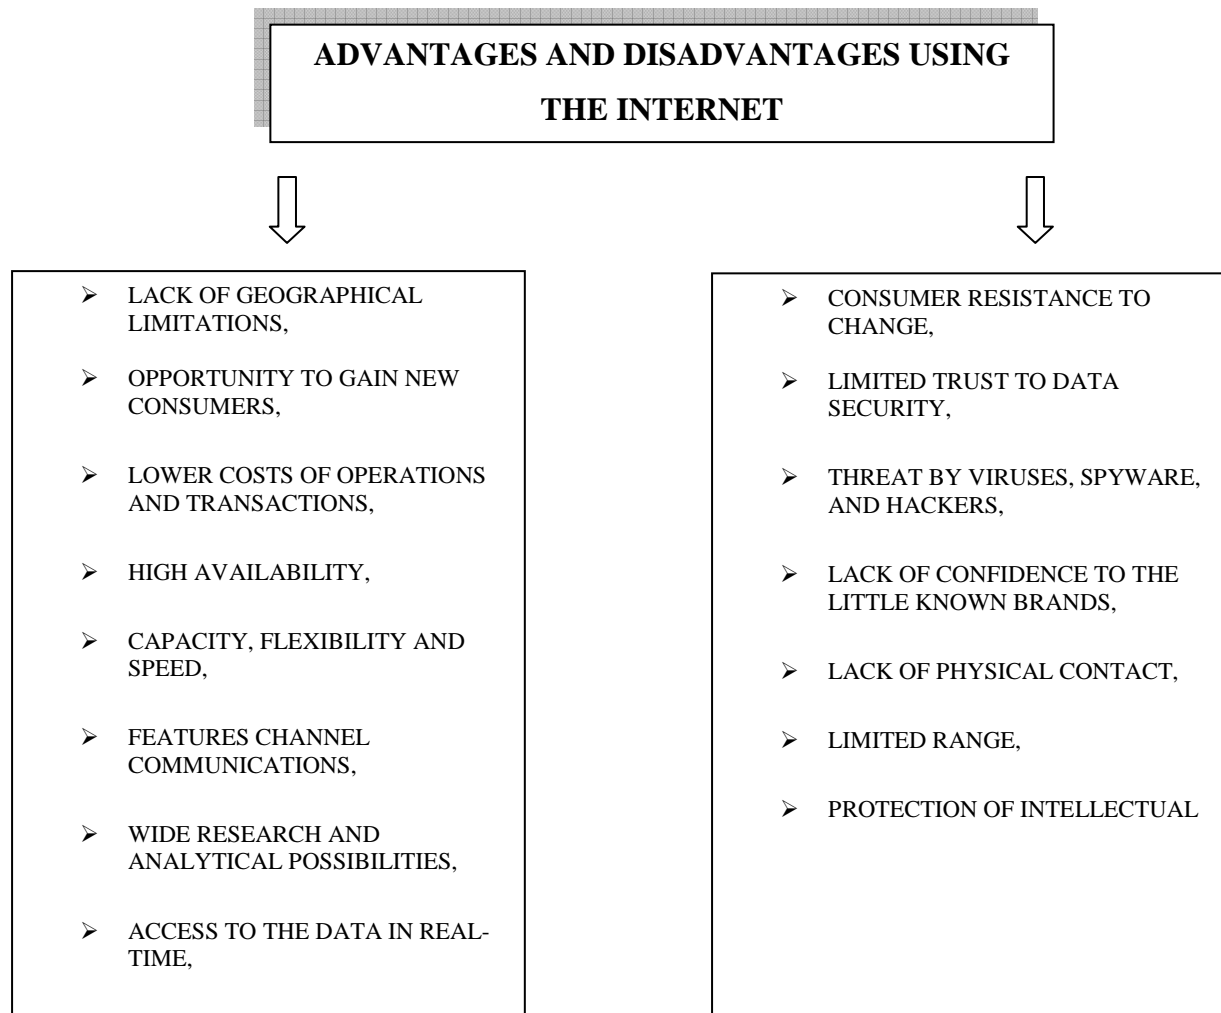 ADVANTAGES AND DISADVANTAGES USING
THE INTERNET
➢ LACK OF GEOGRAPHICAL
LIMITATIONS,
➢ OPPORTUNITY TO GAIN NEW
CONSUMERS,
➢ LOWER COSTS OF OPERATIONS
AND TRANSACTIONS,
➢ HIGH AVAILABILITY,
➢ CAPACITY, FLEXIBILITY AND
SPEED,
➢ FEATURES CHANNEL
COMMUNICATIONS,
➢ WIDE RESEARCH AND
ANALYTICAL POSSIBILITIES,
➢ ACCESS TO THE DATA IN REAL-
TIME,
➢ CONSUMER RESISTANCE TO
CHANGE,
➢ LIMITED TRUST TO DATA
SECURITY,
➢ THREAT BY VIRUSES, SPYWARE,
AND HACKERS,
➢ LACK OF CONFIDENCE TO THE
LITTLE KNOWN BRANDS,
➢ LACK OF PHYSICAL CONTACT,
➢ LIMITED RANGE,
➢ PROTECTION OF INTELLECTUAL